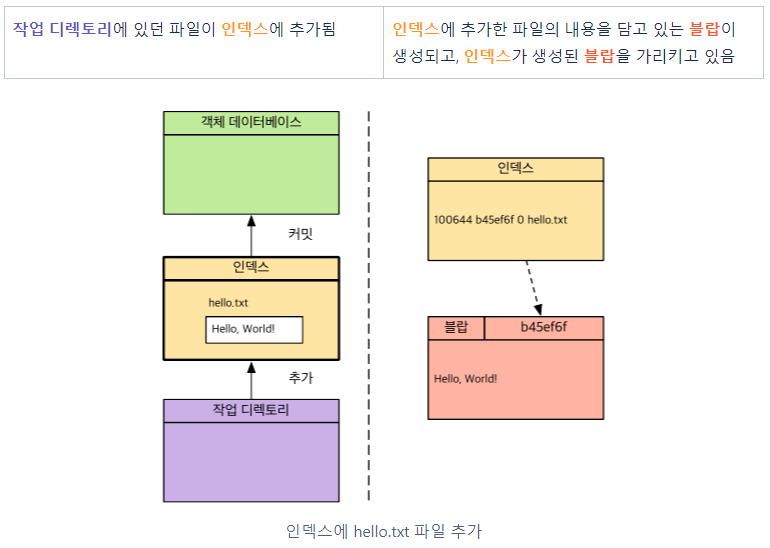 작업 디렉토리에 있던 파일이 인덱스에 추가됨
인덱스에 추가한 파일의 내용을 담고 있는 블랍이
생성되고, 인덱스가 생성된 블랍을 가리키고 있음
객체 데이터베이스
커밋
인덱스
hello.txt
Hello, World!
추가
작업 디렉토리
인덱스
100644 b45ef6f 0 hello.txt
블랍
b45ef6f
Hello, World!
인덱스에 hello.txt 파일 추가